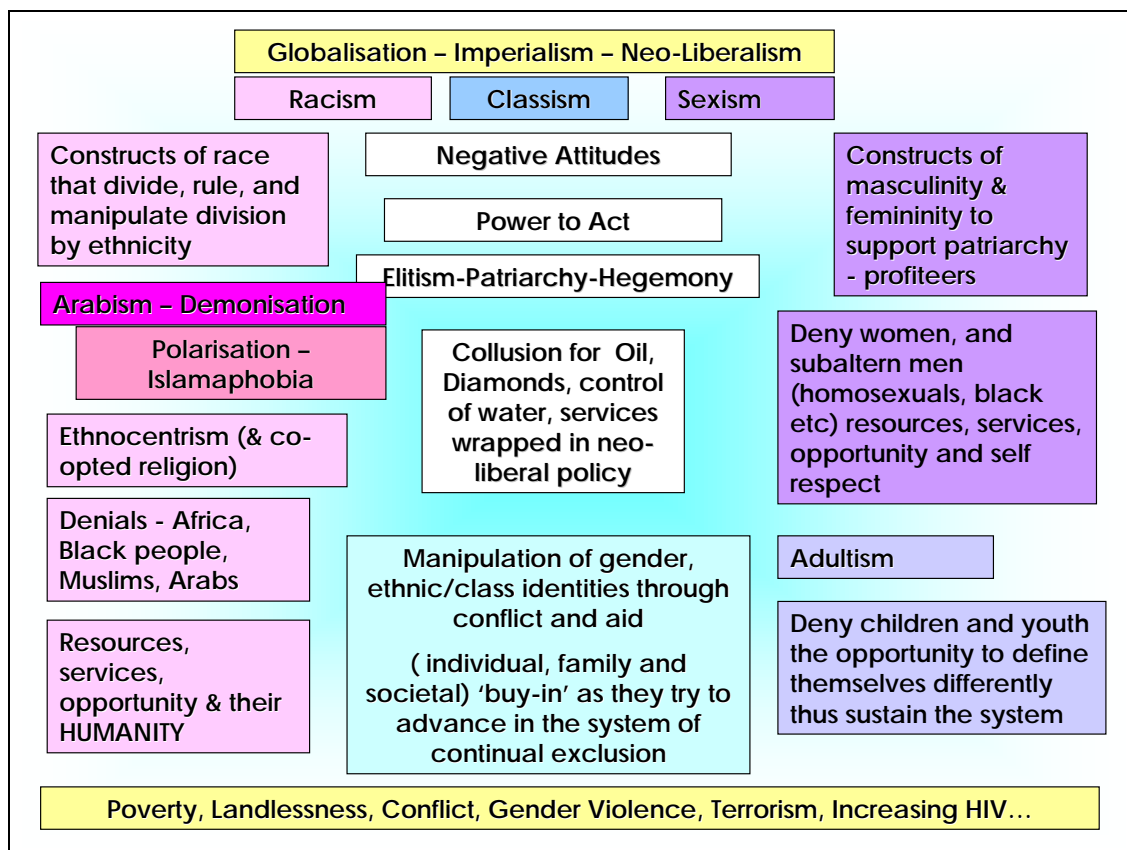 Globalisation – Imperialism – Neo-Liberalism
Racism
Classism
Sexism
Constructs of race
that divide, rule, and
manipulate division
by ethnicity
Negative Attitudes
Power to Act
Elitism-Patriarchy-Hegemony
Constructs of
masculinity &
femininity to
support patriarchy
- profiteers
Arabism – Demonisation
Polarisation –
Islamaphobia
Collusion for Oil,
Diamonds, control
of water, services
wrapped in neo-
liberal policy
Deny women, and
subaltern men
(homosexuals, black
etc) resources, services,
opportunity and self
respect
Ethnocentrism (& co-
opted religion)
Denials - Africa,
Black people,
Muslims, Arabs
Resources,
services,
opportunity & their
HUMANITY
Manipulation of gender,
ethnic/class identities through
conflict and aid
( individual, family and
societal) ‘buy-in’ as they try to
advance in the system of
continual exclusion
Adultism
Deny children and youth
the opportunity to define
themselves differently
thus sustain the system
Poverty, Landlessness, Conflict, Gender Violence, Terrorism, Increasing HIV…